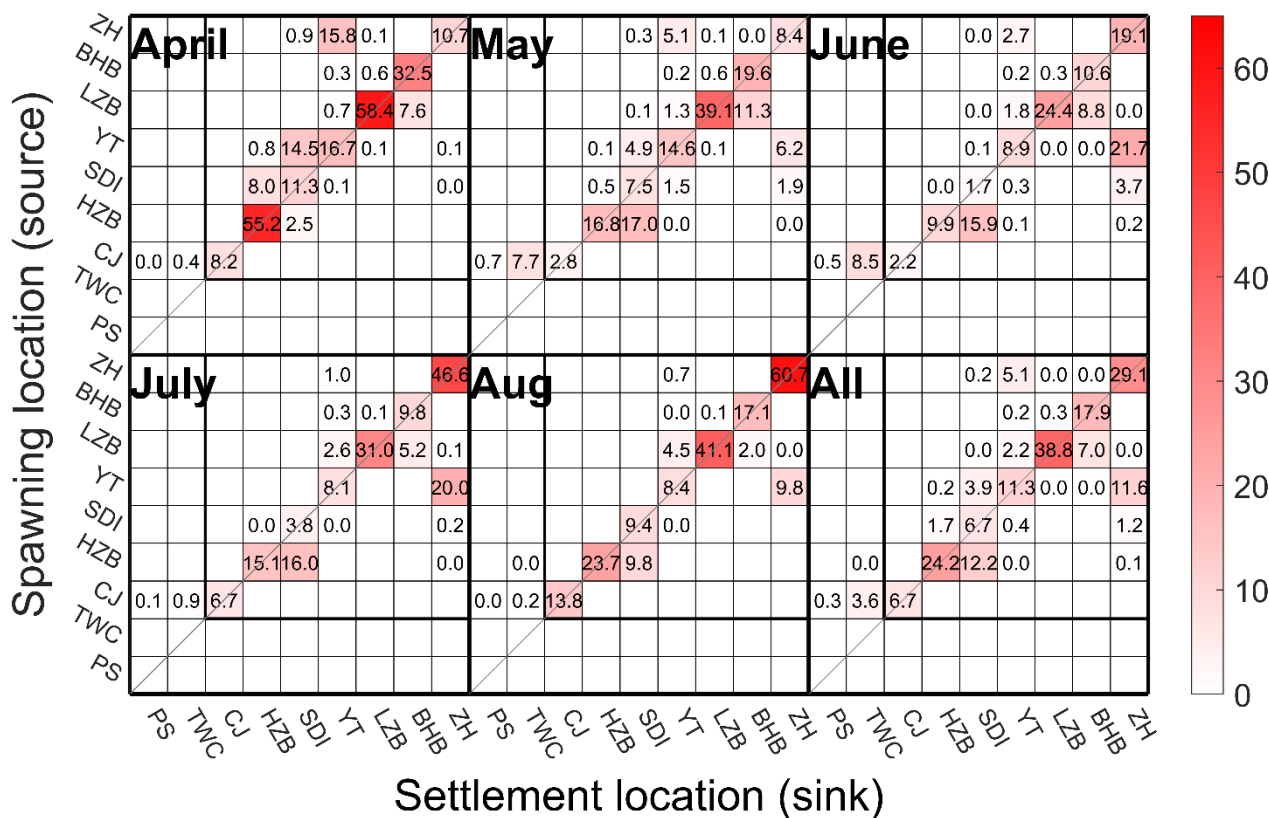 Spawning location (source)
ZH
BHB
LZB
YT
SDI
HZB
CJ
TWC
PS
April
0.9 15.8 0.1 10.7
0.3 0.6 32.5
0.7 58.4 7.6
0.8 14.5 16.7 0.1 0.1
8.0 11.3 0.1 0.0
55.2 2.5
0.0 0.4 8.2
May
0.3 5.1 0.1 0.0 8.4
0.2 0.6 19.6
0.1 1.3 39.1 11.3
0.1 4.9 14.6 0.1 6.2
0.5 7.5 1.5 1.9
16.8 17.0 0.0 0.0
0.7 7.7 2.8
June
0.0 2.7 19.1
0.2 0.3 10.6
0.0 1.8 24.4 8.8 0.0
0.1 8.9 0.0 0.0 21.7
0.0 1.7 0.3 3.7
9.9 15.9 0.1 0.2
0.5 8.5 2.2
ZH
BHB
LZB
YT
SDI
HZB
CJ
TWC
PS
July
1.0 46.6
0.3 0.1 9.8
2.6 31.0 5.2 0.1
8.1 20.0
0.0 3.8 0.0 0.2
15.1 16.0 0.0
0.1 0.9 6.7
Aug
0.7 60.7
0.0 0.1 17.1
4.5 41.1 2.0 0.0
8.4 9.8
9.4 0.0
0.0 23.7 9.8
0.0 0.2 13.8
All
0.2 5.1 0.0 0.0 29.1
0.2 0.3 17.9
0.0 2.2 38.8 7.0 0.0
0.2 3.9 11.3 0.0 0.0 11.6
1.7 6.7 0.4 1.2
0.0 24.2 12.2 0.0 0.1
0.3 3.6 6.7
PS TWC CJ HZB SDI YT LZB BHB ZH PS TWC CJ HZB SDI YT LZB BHB ZH PS TWC CJ HZB SDI YT LZB BHB ZH
Settlement location (sink)
60
50
40
30
20
10
0